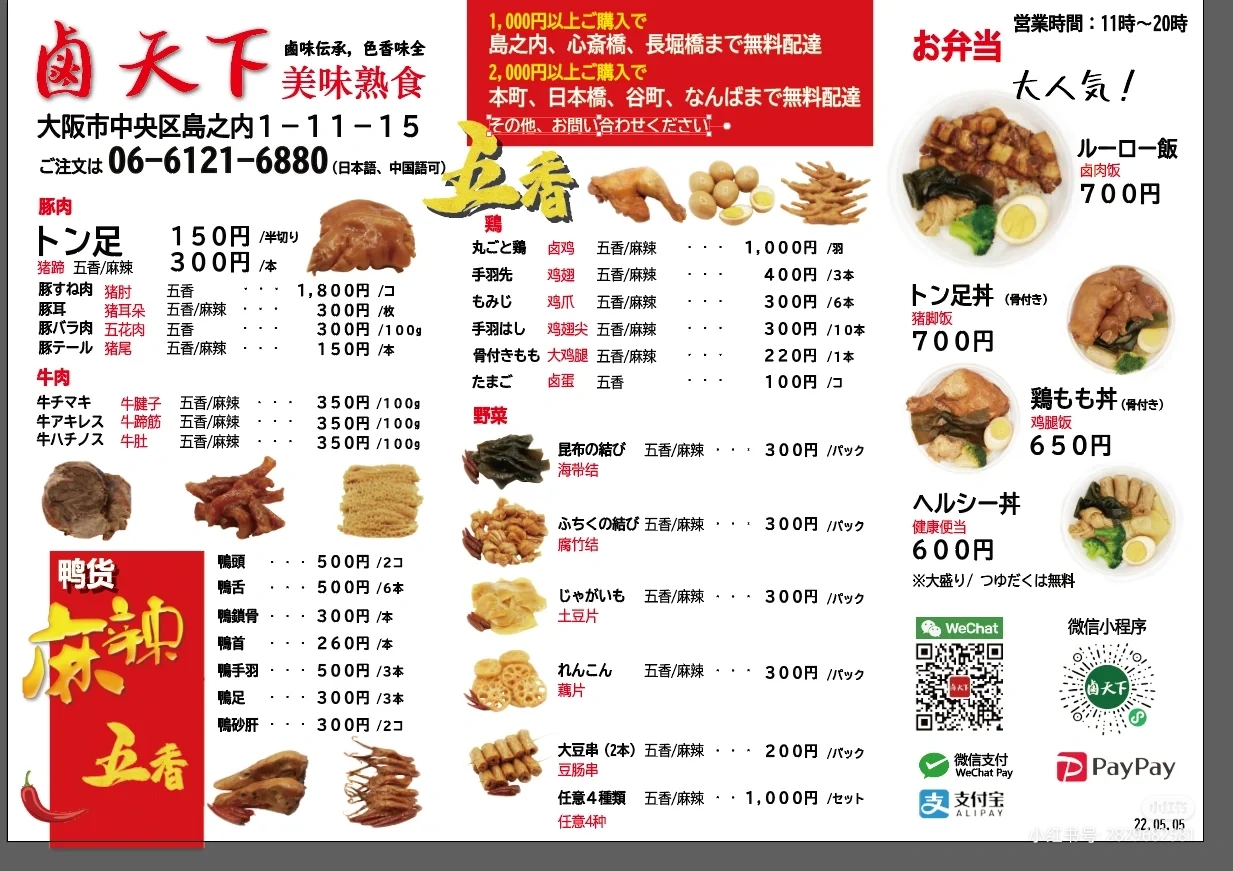 鹵天下
鹵味伝承，色香味全
美味熟食
大阪市中央区島之内１－１１－１５
ご注文は 06-6121-6880 (日本語、中国語可)
豚肉
トン足 150円 /半切り
300円 /本
猪蹄 五香/麻辣
豚すね肉 猪肘 五香 ・・・ 1,800円 /コ
豚耳 猪耳朵 五香/麻辣 ・・・ 300円 /枚
豚バラ肉 五花肉 五香 ・・・ 300円 /100g
豚テール 猪尾 五香/麻辣 ・・・ 150円 /本
牛肉
牛チマキ 牛腱子 五香/麻辣 ・・・ 350円 /100g
牛アキレス 牛蹄筋 五香/麻辣 ・・・ 350円 /100g
牛ハチノス 牛肚 五香/麻辣 ・・・ 350円 /100g
鸭货
麻辣
五香
鴨頭 ・・・ 500円 /2コ
鴨舌 ・・・ 500円 /6本
鴨鎖骨 ・・・ 300円 /本
鴨首 ・・・ 260円 /本
鴨手羽 ・・・ 500円 /3本
鴨足 ・・・ 300円 /3本
鴨砂肝 ・・・ 300円 /2コ
1,000円以上ご購入で
島之内、心斎橋、長堀橋まで無料配達
2,000円以上ご購入で
本町、日本橋、谷町、なんばまで無料配達
その他、お問い合わせください
五香
鶏
丸ごと鶏 卤鸡 五香/麻辣 ・・・ 1,000円 /羽
手羽先 鸡翅 五香/麻辣 ・・・ 400円 /3本
もみじ 鸡爪 五香/麻辣 ・・・ 300円 /6本
手羽はし 鸡翅尖 五香/麻辣 ・・・ 300円 /10本
骨付きもも 大鸡腿 五香/麻辣 ・・・ 220円 /1本
たまご 卤蛋 五香 ・・・ 100円 /コ
野菜
昆布の結び 五香/麻辣 ・・・ 300円 /パック
海带结
ふちくの結び 五香/麻辣 ・・・ 300円 /パック
腐竹结
じゃがいも 五香/麻辣 ・・・ 300円 /パック
土豆片
れんこん 五香/麻辣 ・・・ 300円 /パック
藕片
大豆串（2本） 五香/麻辣 ・・・ 200円 /パック
豆肠串
任意４種類 五香/麻辣 ・・ 1,000円 /セット
任意4种
営業時間：11時～20時
お弁当
大人気！
ルーロー飯
卤肉饭
700円
トン足丼（骨付き）
猪脚饭
700円
鶏もも丼（骨付き）
鸡腿饭
650円
ヘルシー丼
健康便当
600円
※大盛り/ つゆだくは無料
WeChat
微信小程序
鹵天下
鹵天下
微信支付
WeChat Pay
PayPay
支 支付宝
ALIPAY
小红书
22.05.05